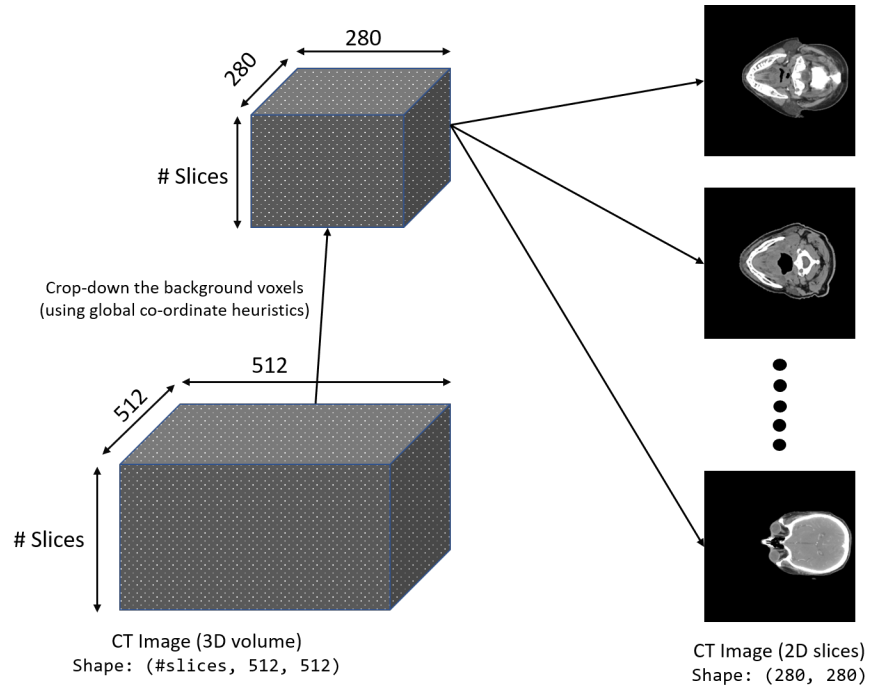 280
280
# Slices
Crop-down the background voxels
(using global co-ordinate heuristics)
512
512
# Slices
CT Image (3D volume)
Shape: (#slices, 512, 512)
CT Image (2D slices)
Shape: (280, 280)